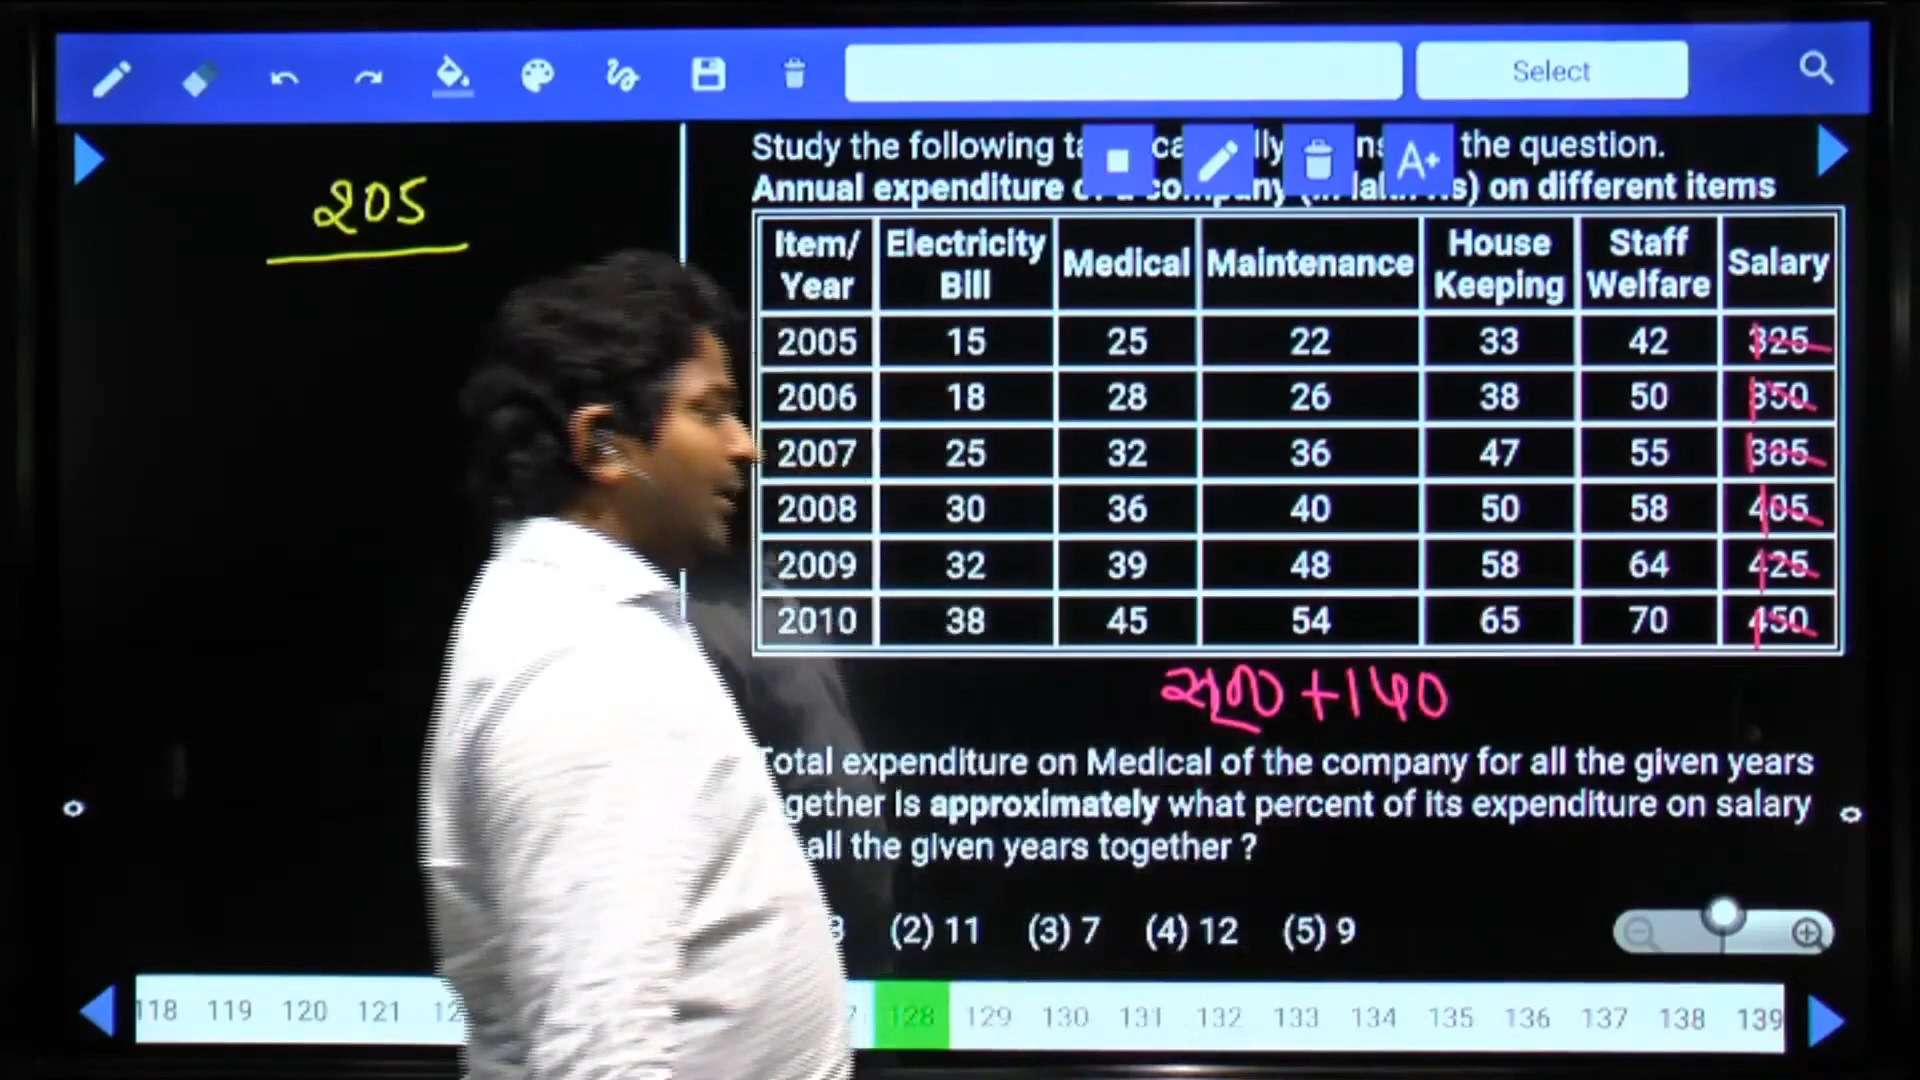 Select
205
Study the following the question.
Annual expenditure on different items
Item/ Year Electricity Bill Medical Maintenance House Keeping Staff Welfare Salary
2005 15 25 22 33 42 325
2006 18 28 26 38 50 350
2007 25 32 36 47 55 385
2008 30 36 40 50 58 405
2009 32 39 48 58 64 425
2010 38 45 54 65 70 450
+140
Total expenditure on Medical of the company for all the given years
together is approximately what percent of its expenditure on salary
all the given years together ?
(2) 11 (3) 7 (4) 12 (5) 9
118 119 120 121 128 129 130 131 132 133 134 135 136 137 138 139